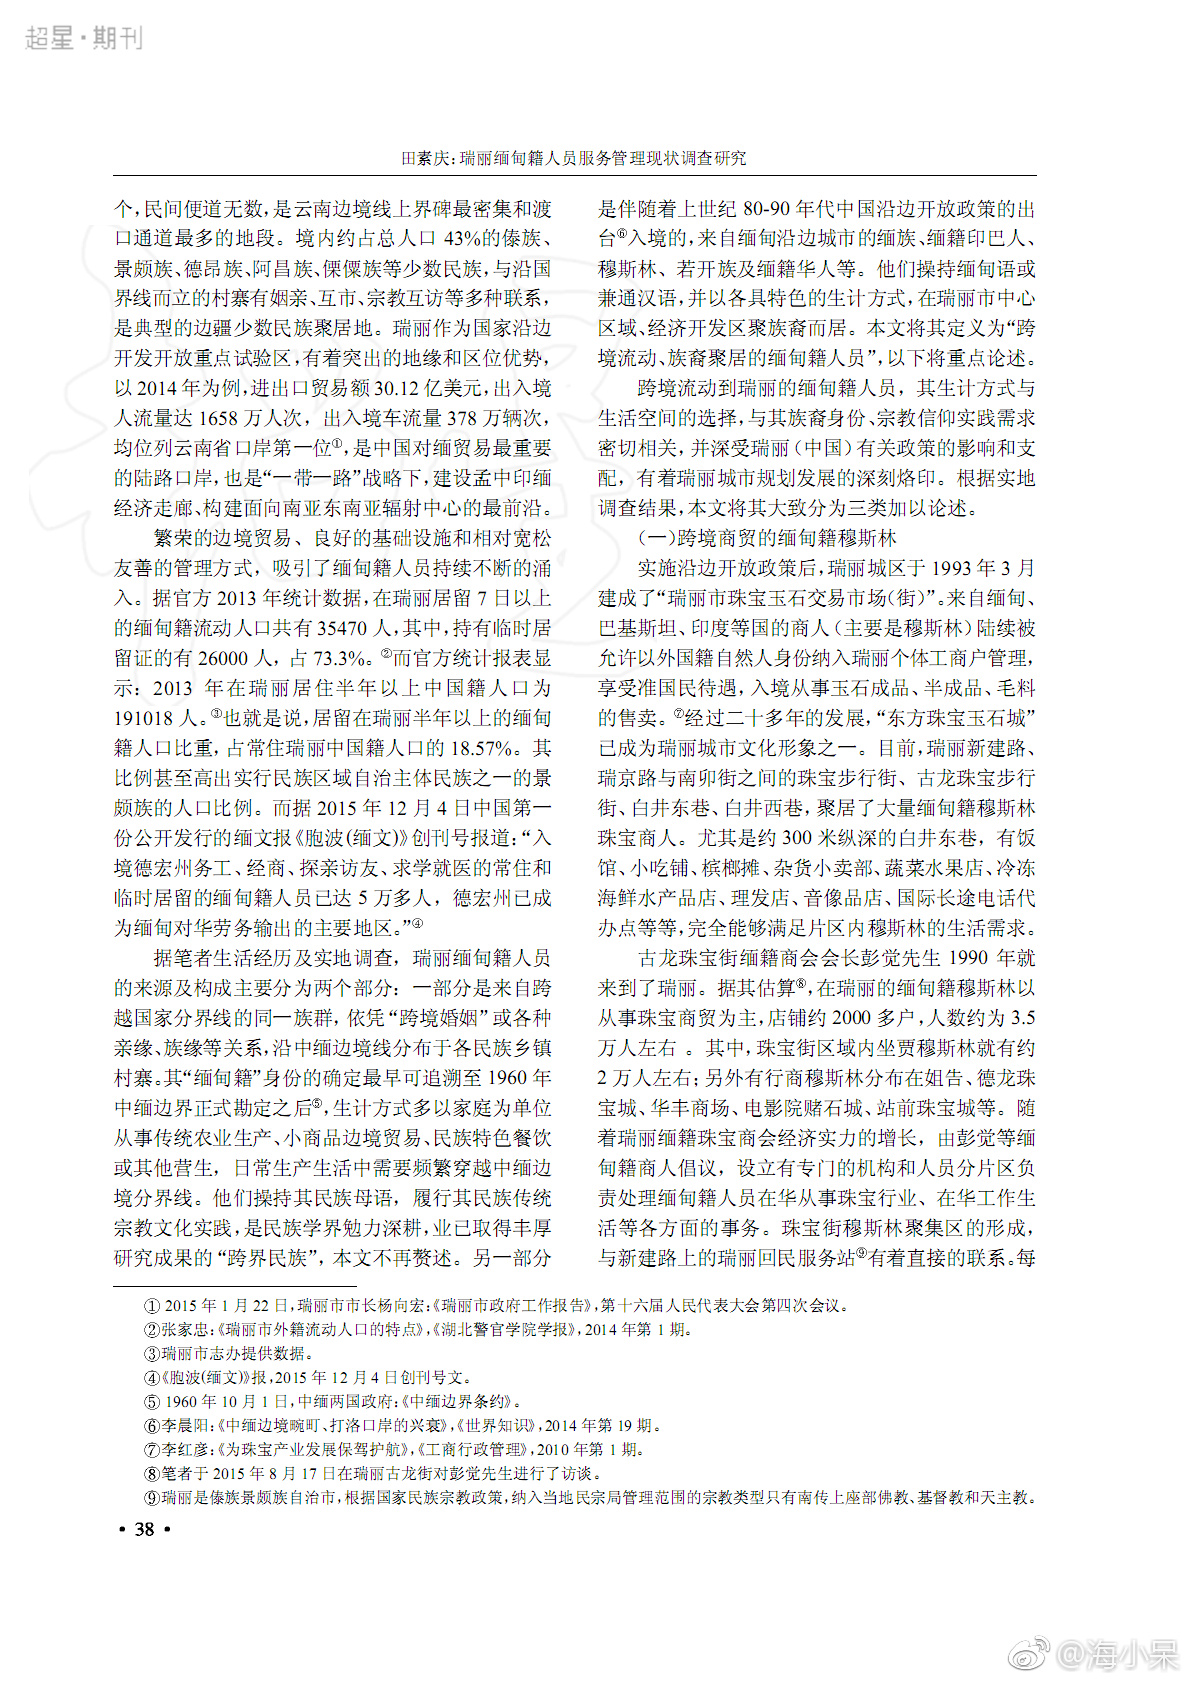 超星·期刊
田素庆:瑞丽缅甸籍人员服务管理现状调查研究
个,民间便道无数,是云南边境线上界碑最密集和渡
口通道最多的地段。境内约占总人口 43%的傣族、
景颇族、德昂族、阿昌族、傈僳族等少数民族,与沿国
界线而立的村寨有姻亲、互市、宗教互访等多种联系,
是典型的边疆少数民族聚居地。瑞丽作为国家沿边
开发开放重点试验区,有着突出的地缘和区位优势,
以 2014 年为例,进出口贸易额 30.12 亿美元,出入境
人流量达 1658 万人次，出入境车流量 378 万辆次,
均位列云南省口岸第一位①,是中国对缅贸易最重要
的陆路口岸,也是“一带一路”战略下,建设孟中印缅
经济走廊、构建面向南亚东南亚辐射中心的最前沿。
繁荣的边境贸易、良好的基础设施和相对宽松
友善的管理方式，吸引了缅甸籍人员持续不断的涌
入。据官方 2013 年统计数据,在瑞丽居留 7 日以上
的缅甸籍流动人口共有 35470 人,其中,持有临时居
留证的有 26000 人，占 73.3%。②而官方统计报表显
示：2013 年在瑞丽居住半年以上中国籍人口为
191018 人。③也就是说,居留在瑞丽半年以上的缅甸
籍人口比重,占常住瑞丽中国籍人口的 18.57%。其
比例甚至高出实行民族区域自治主体民族之一的景
颇族的人口比例。而据 2015 年 12 月 4 日中国第一
份公开发行的缅文报《胞波(缅文)》创刊号报道:“入
境德宏州务工、经商、探亲访友、求学就医的常住和
临时居留的缅甸籍人员已达 5 万多人，德宏州已成
为缅甸对华劳务输出的主要地区。”④
据笔者生活经历及实地调查，瑞丽缅甸籍人员
的来源及构成主要分为两个部分：一部分是来自跨
越国家分界线的同一族群，依凭“跨境婚姻”或各种
亲缘、族缘等关系,沿中缅边境线分布于各民族乡镇
村寨。其“缅甸籍”身份的确定最早可追溯至 1960 年
中缅边界正式勘定之后⑤,生计方式多以家庭为单位
从事传统农业生产、小商品边境贸易、民族特色餐饮
或其他营生，日常生产生活中需要频繁穿越中缅边
境分界线。他们操持其民族母语，履行其民族传统
宗教文化实践,是民族学界勉力深耕,业已取得丰厚
研究成果的“跨界民族”，本文不再赘述。另一部分
是伴随着上世纪 80-90 年代中国沿边开放政策的出
台⑥入境的,来自缅甸沿边城市的缅族、缅籍印巴人、
穆斯林、若开族及缅籍华人等。他们操持缅甸语或
兼通汉语,并以各具特色的生计方式,在瑞丽市中心
区域、经济开发区聚族裔而居。本文将其定义为“跨
境流动、族裔聚居的缅甸籍人员”,以下将重点论述。
跨境流动到瑞丽的缅甸籍人员，其生计方式与
生活空间的选择,与其族裔身份、宗教信仰实践需求
密切相关,并深受瑞丽(中国)有关政策的影响和支
配，有着瑞丽城市规划发展的深刻烙印。根据实地
调查结果,本文将其大致分为三类加以论述。
(一)跨境商贸的缅甸籍穆斯林
实施沿边开放政策后,瑞丽城区于 1993 年 3 月
建成了“瑞丽市珠宝玉石交易市场(街)”。来自缅甸、
巴基斯坦、印度等国的商人(主要是穆斯林)陆续被
允许以外国籍自然人身份纳入瑞丽个体工商户管理,
享受准国民待遇,入境从事玉石成品、半成品、毛料
的售卖。⑦经过二十多年的发展,“东方珠宝玉石城”
已成为瑞丽城市文化形象之一。目前,瑞丽新建路、
瑞京路与南卯街之间的珠宝步行街、古龙珠宝步行
街、白井东巷、白井西巷,聚居了大量缅甸籍穆斯林
珠宝商人。尤其是约 300 米纵深的白井东巷，有饭
馆、小吃铺、槟榔摊、杂货小卖部、蔬菜水果店、冷冻
海鲜水产品店、理发店、音像品店、国际长途电话代
办点等等,完全能够满足片区内穆斯林的生活需求。
古龙珠宝街缅籍商会会长彭觉先生 1990 年就
来到了瑞丽。据其估算⑧,在瑞丽的缅甸籍穆斯林以
从事珠宝商贸为主,店铺约 2000 多户,人数约为 3.5
万人左右 。其中,珠宝街区域内坐贾穆斯林就有约
2 万人左右;另外有行商穆斯林分布在姐告、德龙珠
宝城、华丰商场、电影院赌石城、站前珠宝城等。随
着瑞丽缅籍珠宝商会经济实力的增长，由彭觉等缅
甸籍商人倡议，设立有专门的机构和人员分片区负
责处理缅甸籍人员在华从事珠宝行业、在华工作生
活等各方面的事务。珠宝街穆斯林聚集区的形成,
与新建路上的瑞丽回民服务站⑨有着直接的联系。每
① 2015 年 1 月 22 日,瑞丽市市长杨向宏:《瑞丽市政府工作报告》,第十六届人民代表大会第四次会议。
②张家忠:《瑞丽市外籍流动人口的特点》,《湖北警官学院学报》,2014 年第 1 期。
③瑞丽市志办提供数据。
④《胞波(缅文)》报,2015 年 12 月 4 日创刊号文。
⑤ 1960 年 10 月 1 日,中缅两国政府:《中缅边界条约》。
⑥李晨阳:《中缅边境畹町、打洛口岸的兴衰》,《世界知识》,2014 年第 19 期。
⑦李红彦:《为珠宝产业发展保驾护航》,《工商行政管理》,2010 年第 1 期。
⑧笔者于 2015 年 8 月 17 日在瑞丽古龙街对彭觉先生进行了访谈。
⑨瑞丽是傣族景颇族自治市,根据国家民族宗教政策,纳入当地民宗局管理范围的宗教类型只有南传上座部佛教、基督教和天主教。
· 38 ·
@海小呆